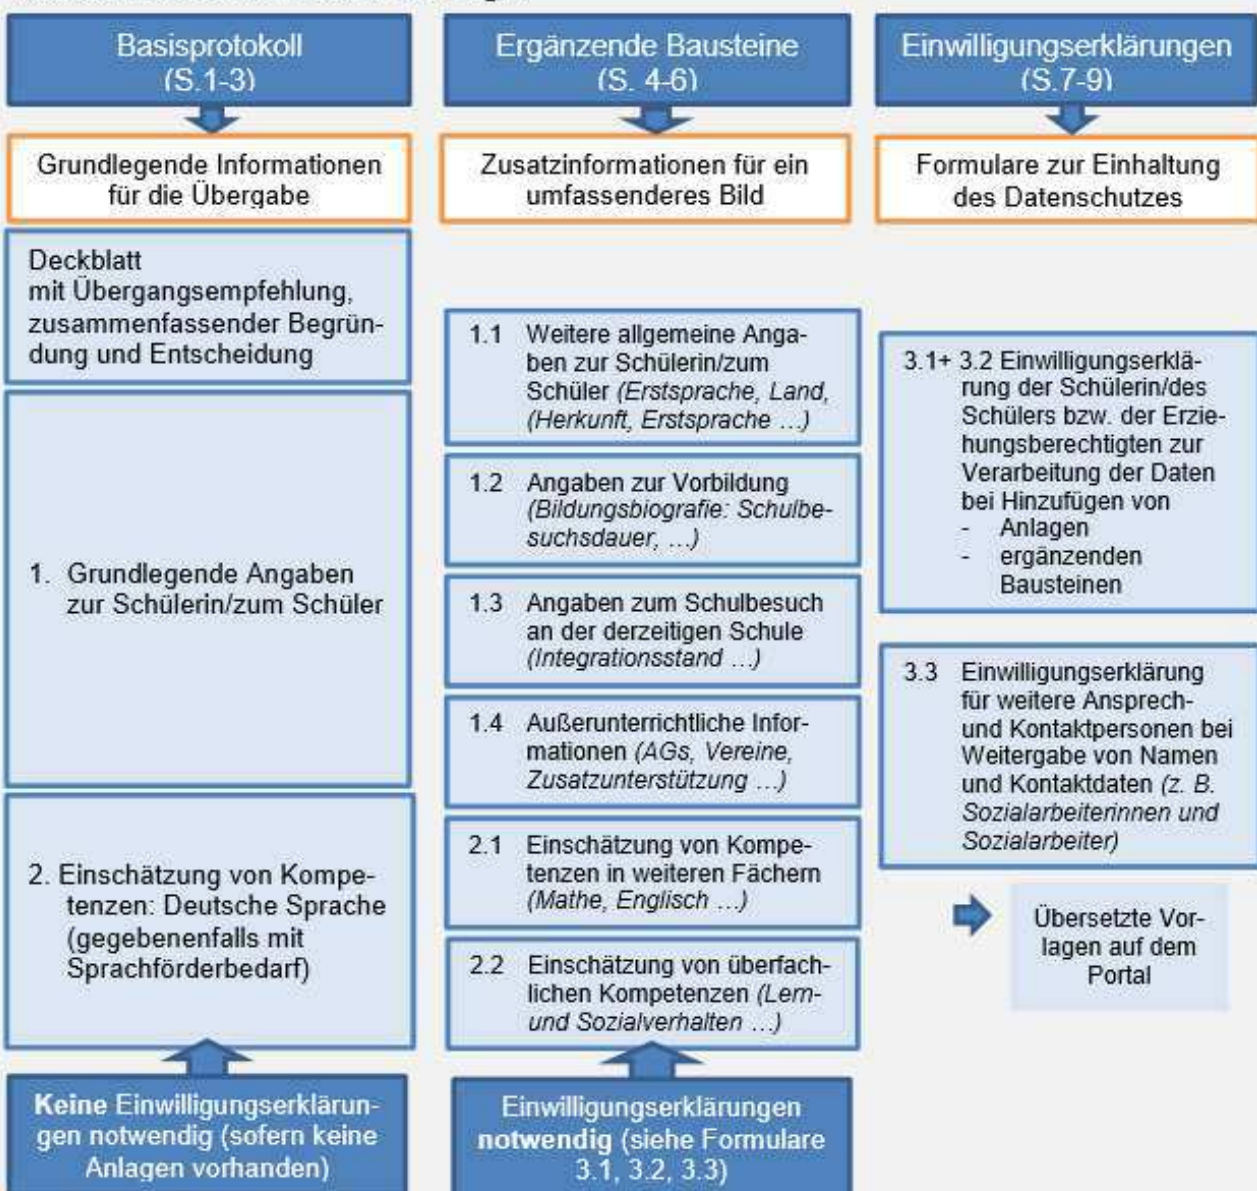 Basisprotokoll
(S.1-3)
Grundlegende Informationen
für die Übergabe
Deckblatt
mit Übergangsempfehlung,
zusammenfassender Begrün-
dung und Entscheidung
1. Grundlegende Angaben
zur Schülerin/zum Schüler
2. Einschätzung von Kompe-
tenzen: Deutsche Sprache
(gegebenenfalls mit
Sprachförderbedarf)
Keine Einwilligungserklärun-
gen notwendig (sofern keine
Anlagen vorhanden)
Ergänzende Bausteine
(S. 4-6)
Zusatzinformationen für ein
umfassenderes Bild
1.1 Weitere allgemeine Anga-
ben zur Schülerin/zum
Schüler (Erstsprache, Land,
(Herkunft, Erstsprache …)
1.2 Angaben zur Vorbildung
(Bildungsbiografie: Schulbe-
suchsdauer, …)
1.3 Angaben zum Schulbesuch
an der derzeitigen Schule
(Integrationsstand …)
1.4 Außerunterrichtliche Infor-
mationen (AGs, Vereine,
Zusatzunterstützung …)
2.1 Einschätzung von Kompe-
tenzen in weiteren Fächern
(Mathe, Englisch …)
2.2 Einschätzung von überfach-
lichen Kompetenzen (Lern-
und Sozialverhalten …)
Einwilligungserklärungen
notwendig (siehe Formulare
3.1, 3.2, 3.3)
Einwilligungserklärungen
(S.7-9)
Formulare zur Einhaltung
des Datenschutzes
3.1+ 3.2 Einwilligungserklä-
rung der Schülerin/des
Schülers bzw. der Erzie-
hungsberechtigten zur
Verarbeitung der Daten
bei Hinzufügen von
- Anlagen
- ergänzenden
Bausteinen
3.3 Einwilligungserklärung
für weitere Ansprech-
und Kontaktpersonen bei
Weitergabe von Namen
und Kontaktdaten (z. B.
Sozialarbeiterinnen und
Sozialarbeiter)
Übersetzte Vor-
lagen auf dem
Portal